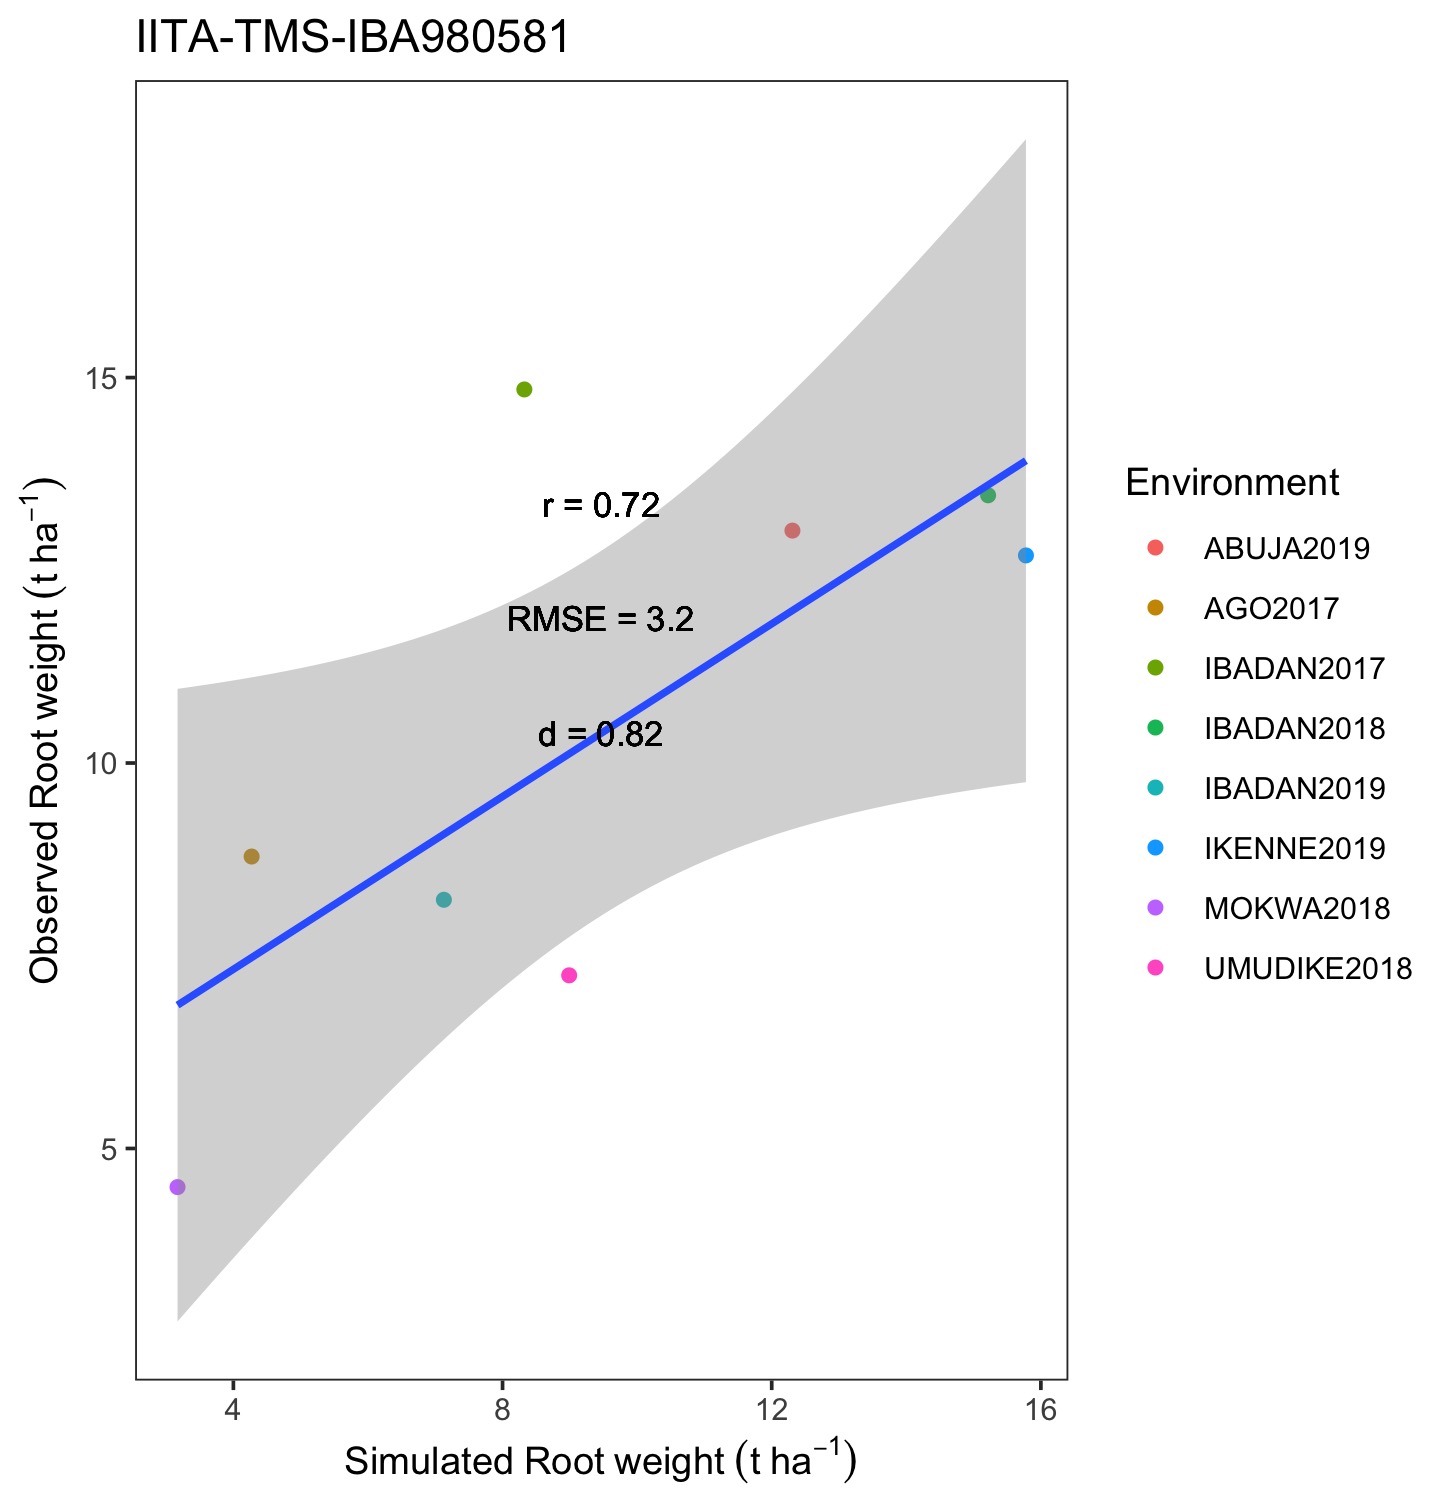 IITA-TMS-IBA980581
Observed Root weight (t ha⁻¹)
15
10
5
r = 0.72
RMSE = 3.2
d = 0.82
4 8 12 16
Simulated Root weight (t ha⁻¹)
Environment
ABUJA2019
AGO2017
IBADAN2017
IBADAN2018
IBADAN2019
IKENNE2019
MOKWA2018
UMUDIKE2018